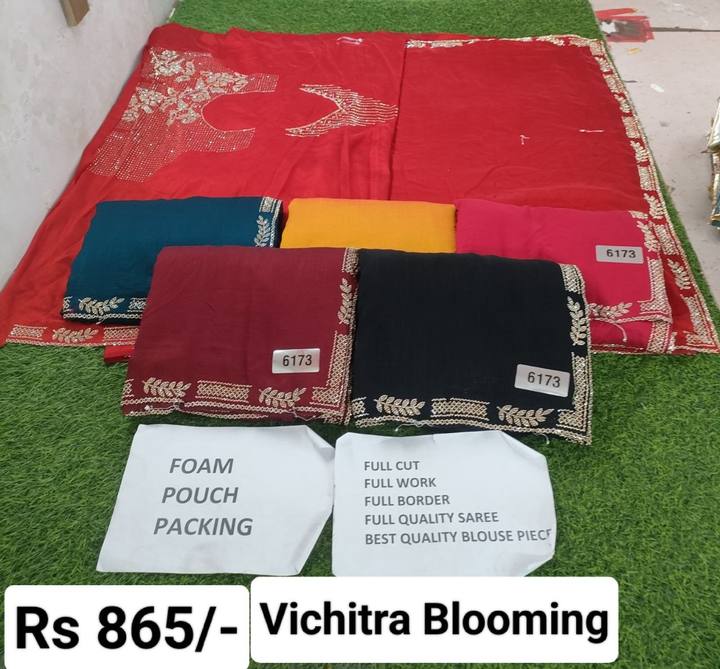 6173
6173
6173
FOAM
POUCH
PACKING
FULL CUT
FULL WORK
FULL BORDER
FULL QUALITY SAREE
BEST QUALITY BLOUSE PIECE
Rs 865/-
Vichitra Blooming